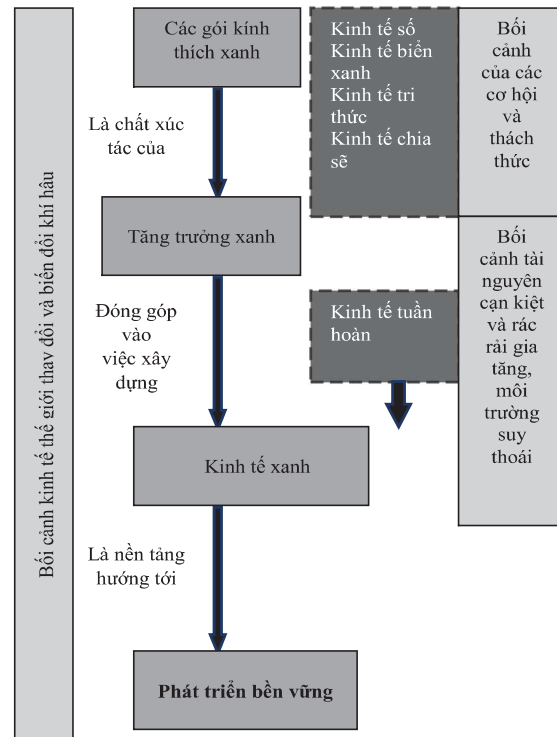 Bối cảnh kinh tế thế giới thay đổi và biến đổi khí hâu
Các gói kính
thích xanh
Là chất xúc
tác của
Tăng trưởng xanh
Đóng góp
vào
việc xây
dựng
Kinh tế xanh
Là nền tảng
hướng tới
Phát triển bền vững
Kinh tế số
Kinh tế biển
xanh
Kinh tế tri
thức
Kinh tế chia
sẽ
Kinh tế tuần
hoàn
Bối
cảnh
của các
cơ hội
và
thách
thức
Bối
cảnh tài
nguyên
cạn kiệt
và rác
rải gia
tăng,
môi
trường
suy
thoái